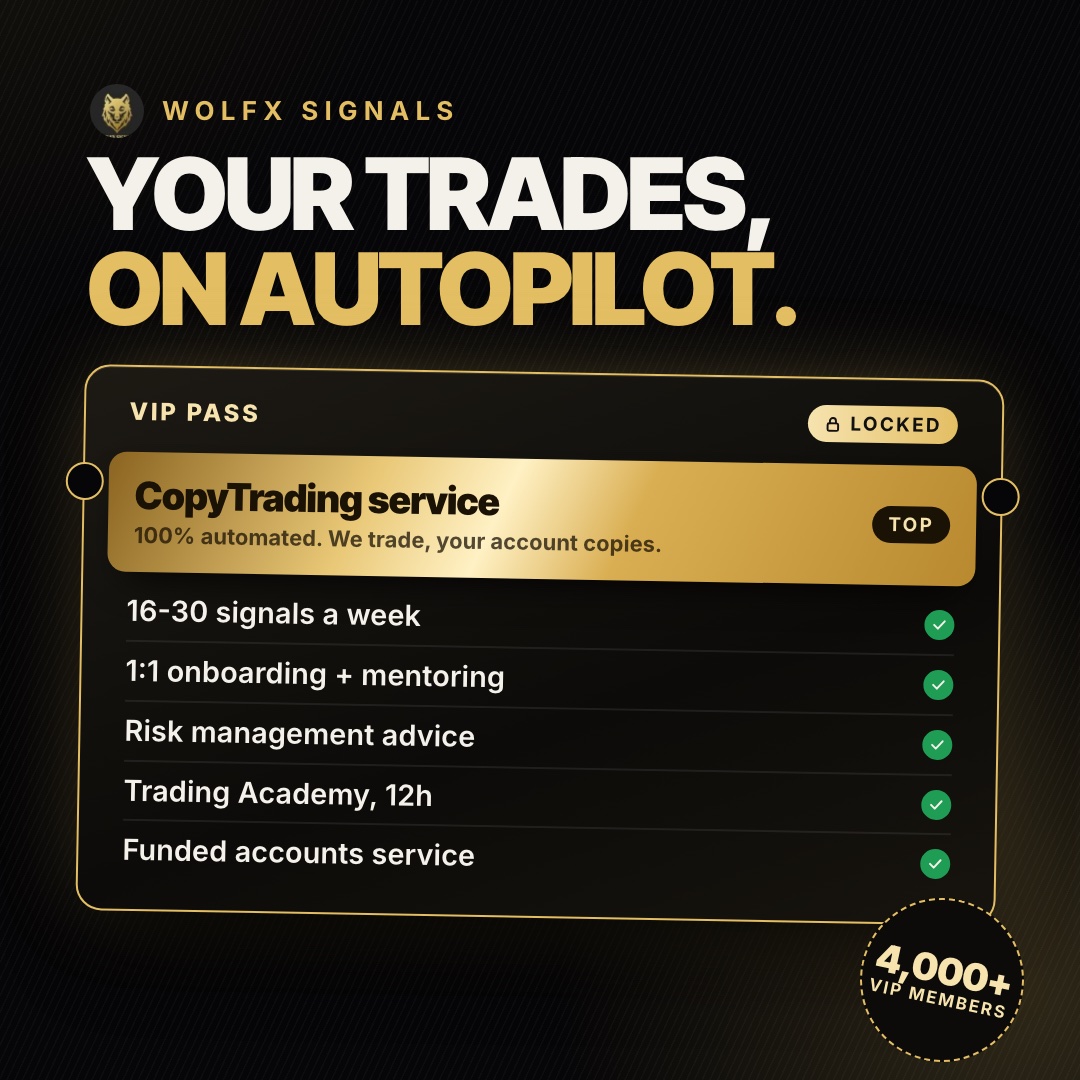 WOLFX SIGNALS
YOUR TRADES,
ON AUTOPILOT.
VIP PASS
LOCKED
CopyTrading service
100% automated. We trade, your account copies.
TOP
16-30 signals a week
1:1 onboarding + mentoring
Risk management advice
Trading Academy, 12h
Funded accounts service
4,000+
VIP MEMBERS